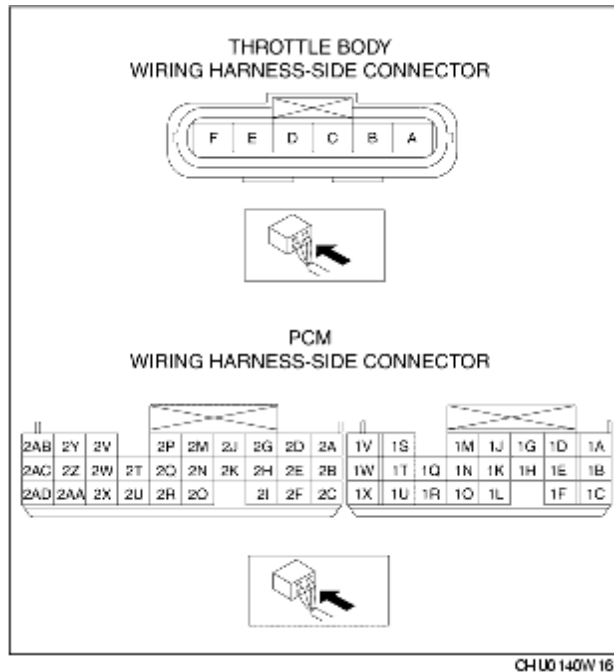 THROTTLE BODY
WIRING HARNESS-SIDE CONNECTOR
F E D C B A
PCM
WIRING HARNESS-SIDE CONNECTOR
2AB 2Y 2V 2P 2M 2J 2G 2D 2A 1V 1S 1M 1J 1G 1D 1A
2AC 2Z 2W 2T 2Q 2N 2K 2H 2E 2B 1W 1T 1Q 1N 1K 1H 1E 1B
2AD 2AA 2X 2U 2R 2O 2I 2F 2C 1X 1U 1R 1O 1L 1F 1C
CHU0140W16